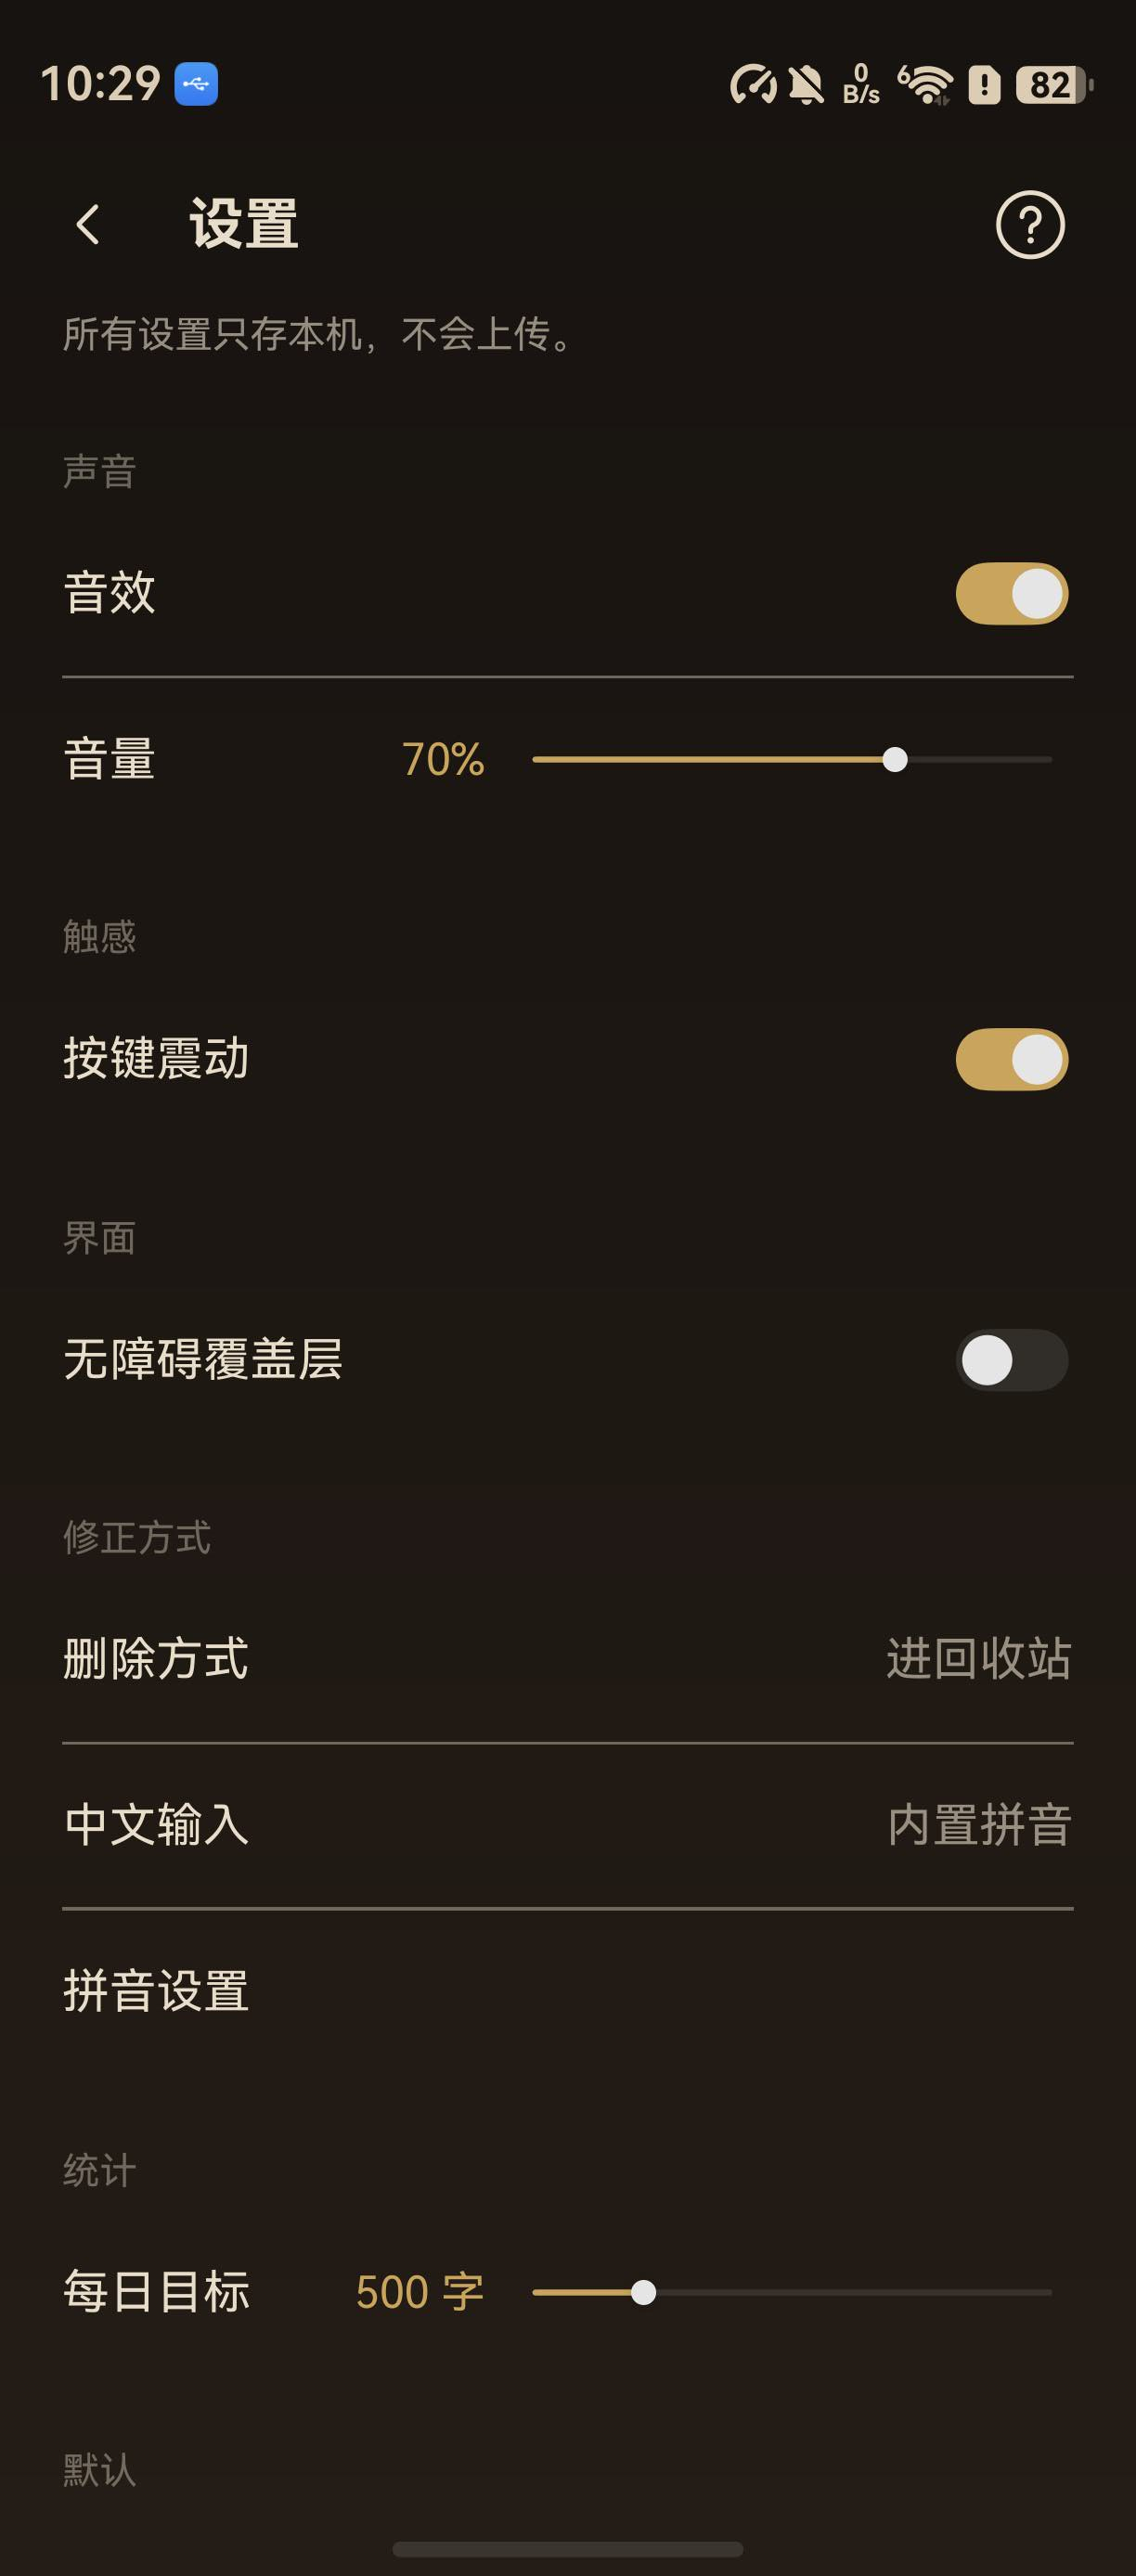 10:29
0
B/s
6
82
设置
所有设置只存本机，不会上传。
声音
音效
音量 70%
触感
按键震动
界面
无障碍覆盖层
修正方式
删除方式 进回收站
中文输入 内置拼音
拼音设置
统计
每日目标 500 字
默认